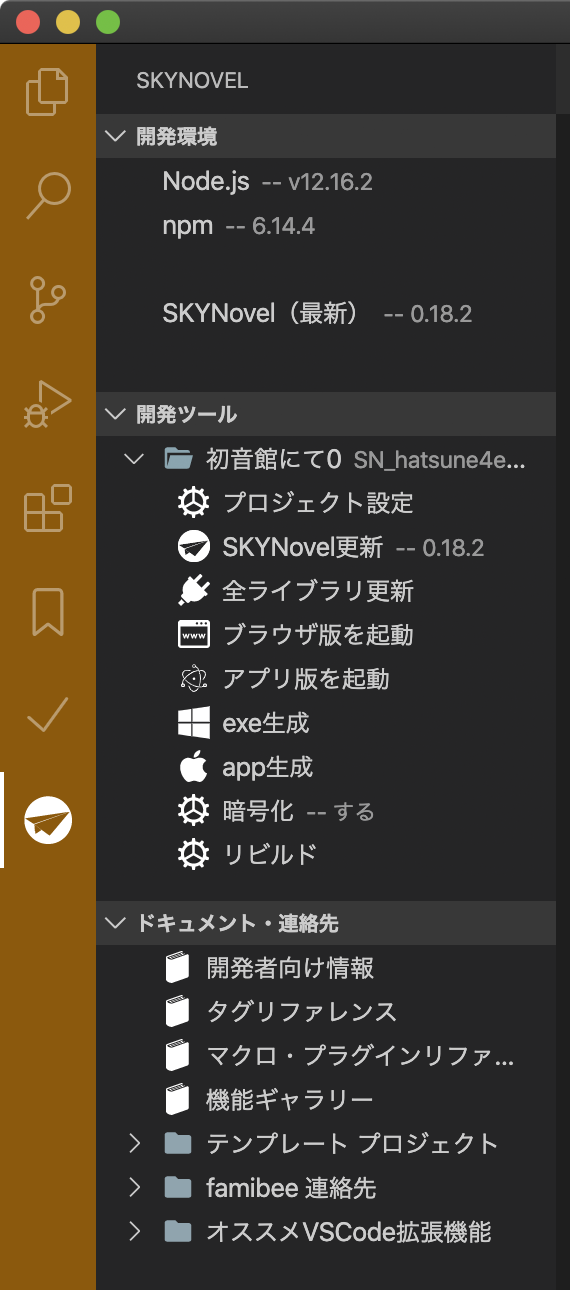 SKYNOVEL
開発環境
Node.js -- v12.16.2
npm -- 6.14.4
SKYNovel（最新） -- 0.18.2
開発ツール
初音館にて0 SN_hatsune4e...
プロジェクト設定
SKYNovel更新 -- 0.18.2
全ライブラリ更新
www ブラウザ版を起動
アプリ版を起動
exe生成
app生成
暗号化 -- する
リビルド
ドキュメント・連絡先
開発者向け情報
タグリファレンス
マクロ・プラグインリファ...
機能ギャラリー
テンプレート プロジェクト
famibee 連絡先
オススメVSCode拡張機能